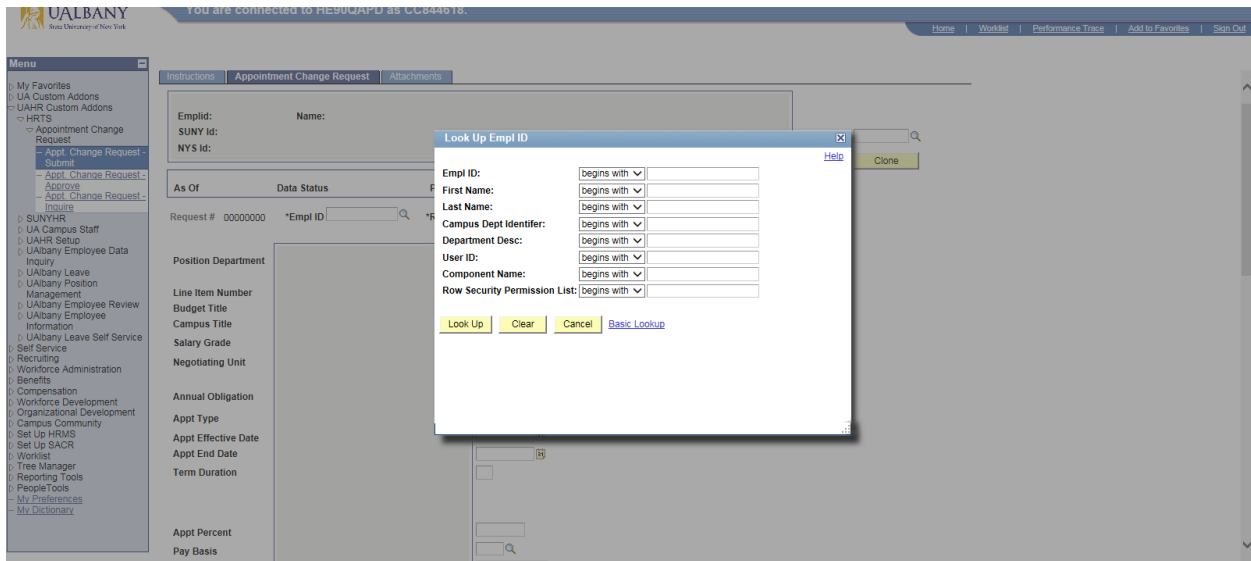 UALBANY
State University of New York
You are connected to HE90QAPD as CC844618.
Home | Worklist | Performance Trace | Add to Favorites | Sign Out
Menu
My Favorites
UA Custom Addons
UAHR Custom Addons
HRTS
Appointment Change
Request
– Appt. Change Request -
Submit
– Appt. Change Request -
Approve
– Appt. Change Request -
Inquire
SUNYHR
UA Campus Staff
UAHR Setup
UAlbany Employee Data
Inquiry
UAlbany Leave
UAlbany Position
Management
UAlbany Employee Review
UAlbany Employee
Information
UAlbany Leave Self Service
Self Service
Recruiting
Workforce Administration
Benefits
Compensation
Workforce Development
Organizational Development
Campus Community
Set Up HRMS
Set Up SACR
Worklist
Tree Manager
Reporting Tools
PeopleTools
– My Preferences
– My Dictionary
Instructions Appointment Change Request Attachments
Emplid: Name:
SUNY Id:
NYS Id:
Clone
As Of Data Status P
Request # 00000000 *Empl ID *R
Position Department
Line Item Number
Budget Title
Campus Title
Salary Grade
Negotiating Unit
Annual Obligation
Appt Type
Appt Effective Date
Appt End Date
Term Duration
Appt Percent
Pay Basis
Look Up Empl ID
Help
Empl ID: begins with
First Name: begins with
Last Name: begins with
Campus Dept Identifer: begins with
Department Desc: begins with
User ID: begins with
Component Name: begins with
Row Security Permission List: begins with
Look Up Clear Cancel Basic Lookup